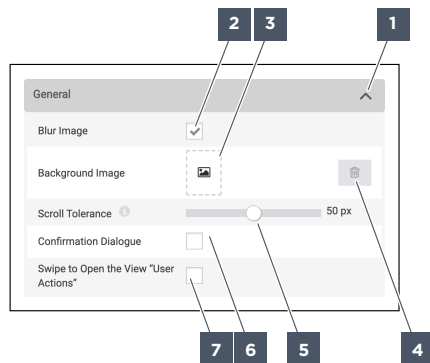 2 3 1
General
Blur Image
Background Image
Scroll Tolerance 50 px
Confirmation Dialogue
Swipe to Open the View "User
Actions"
7 6 5 4